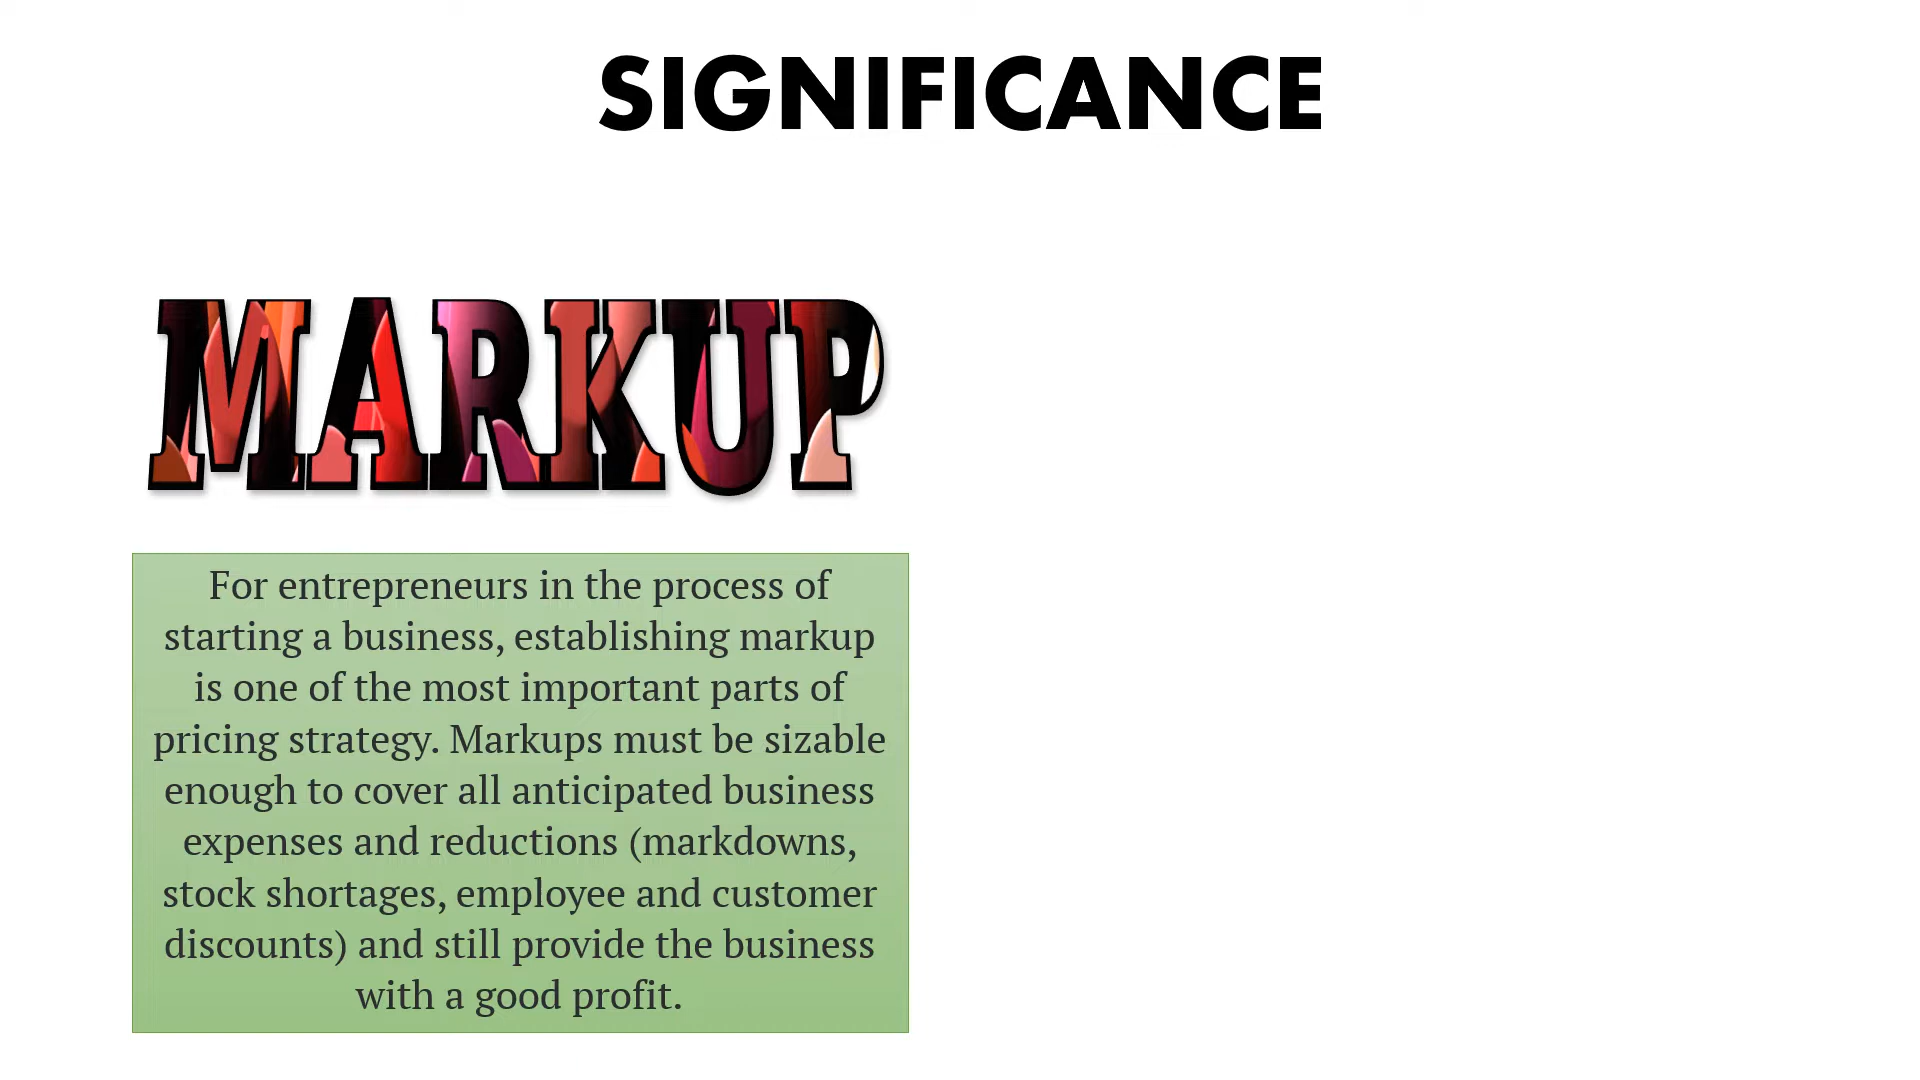 SIGNIFICANCE
MARKUP
For entrepreneurs in the process of
starting a business, establishing markup
is one of the most important parts of
pricing strategy. Markups must be sizable
enough to cover all anticipated business
expenses and reductions (markdowns,
stock shortages, employee and customer
discounts) and still provide the business
with a good profit.